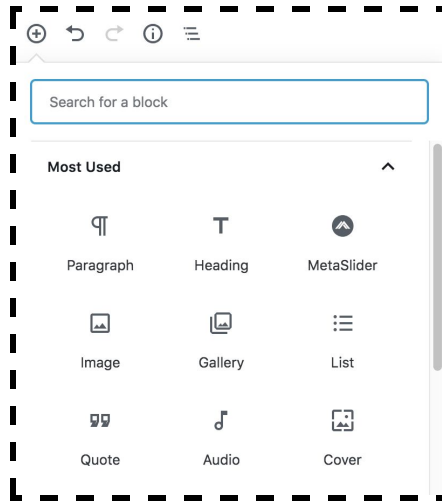 Search for a block
Most Used
Paragraph Heading MetaSlider
Image Gallery List
Quote Audio Cover